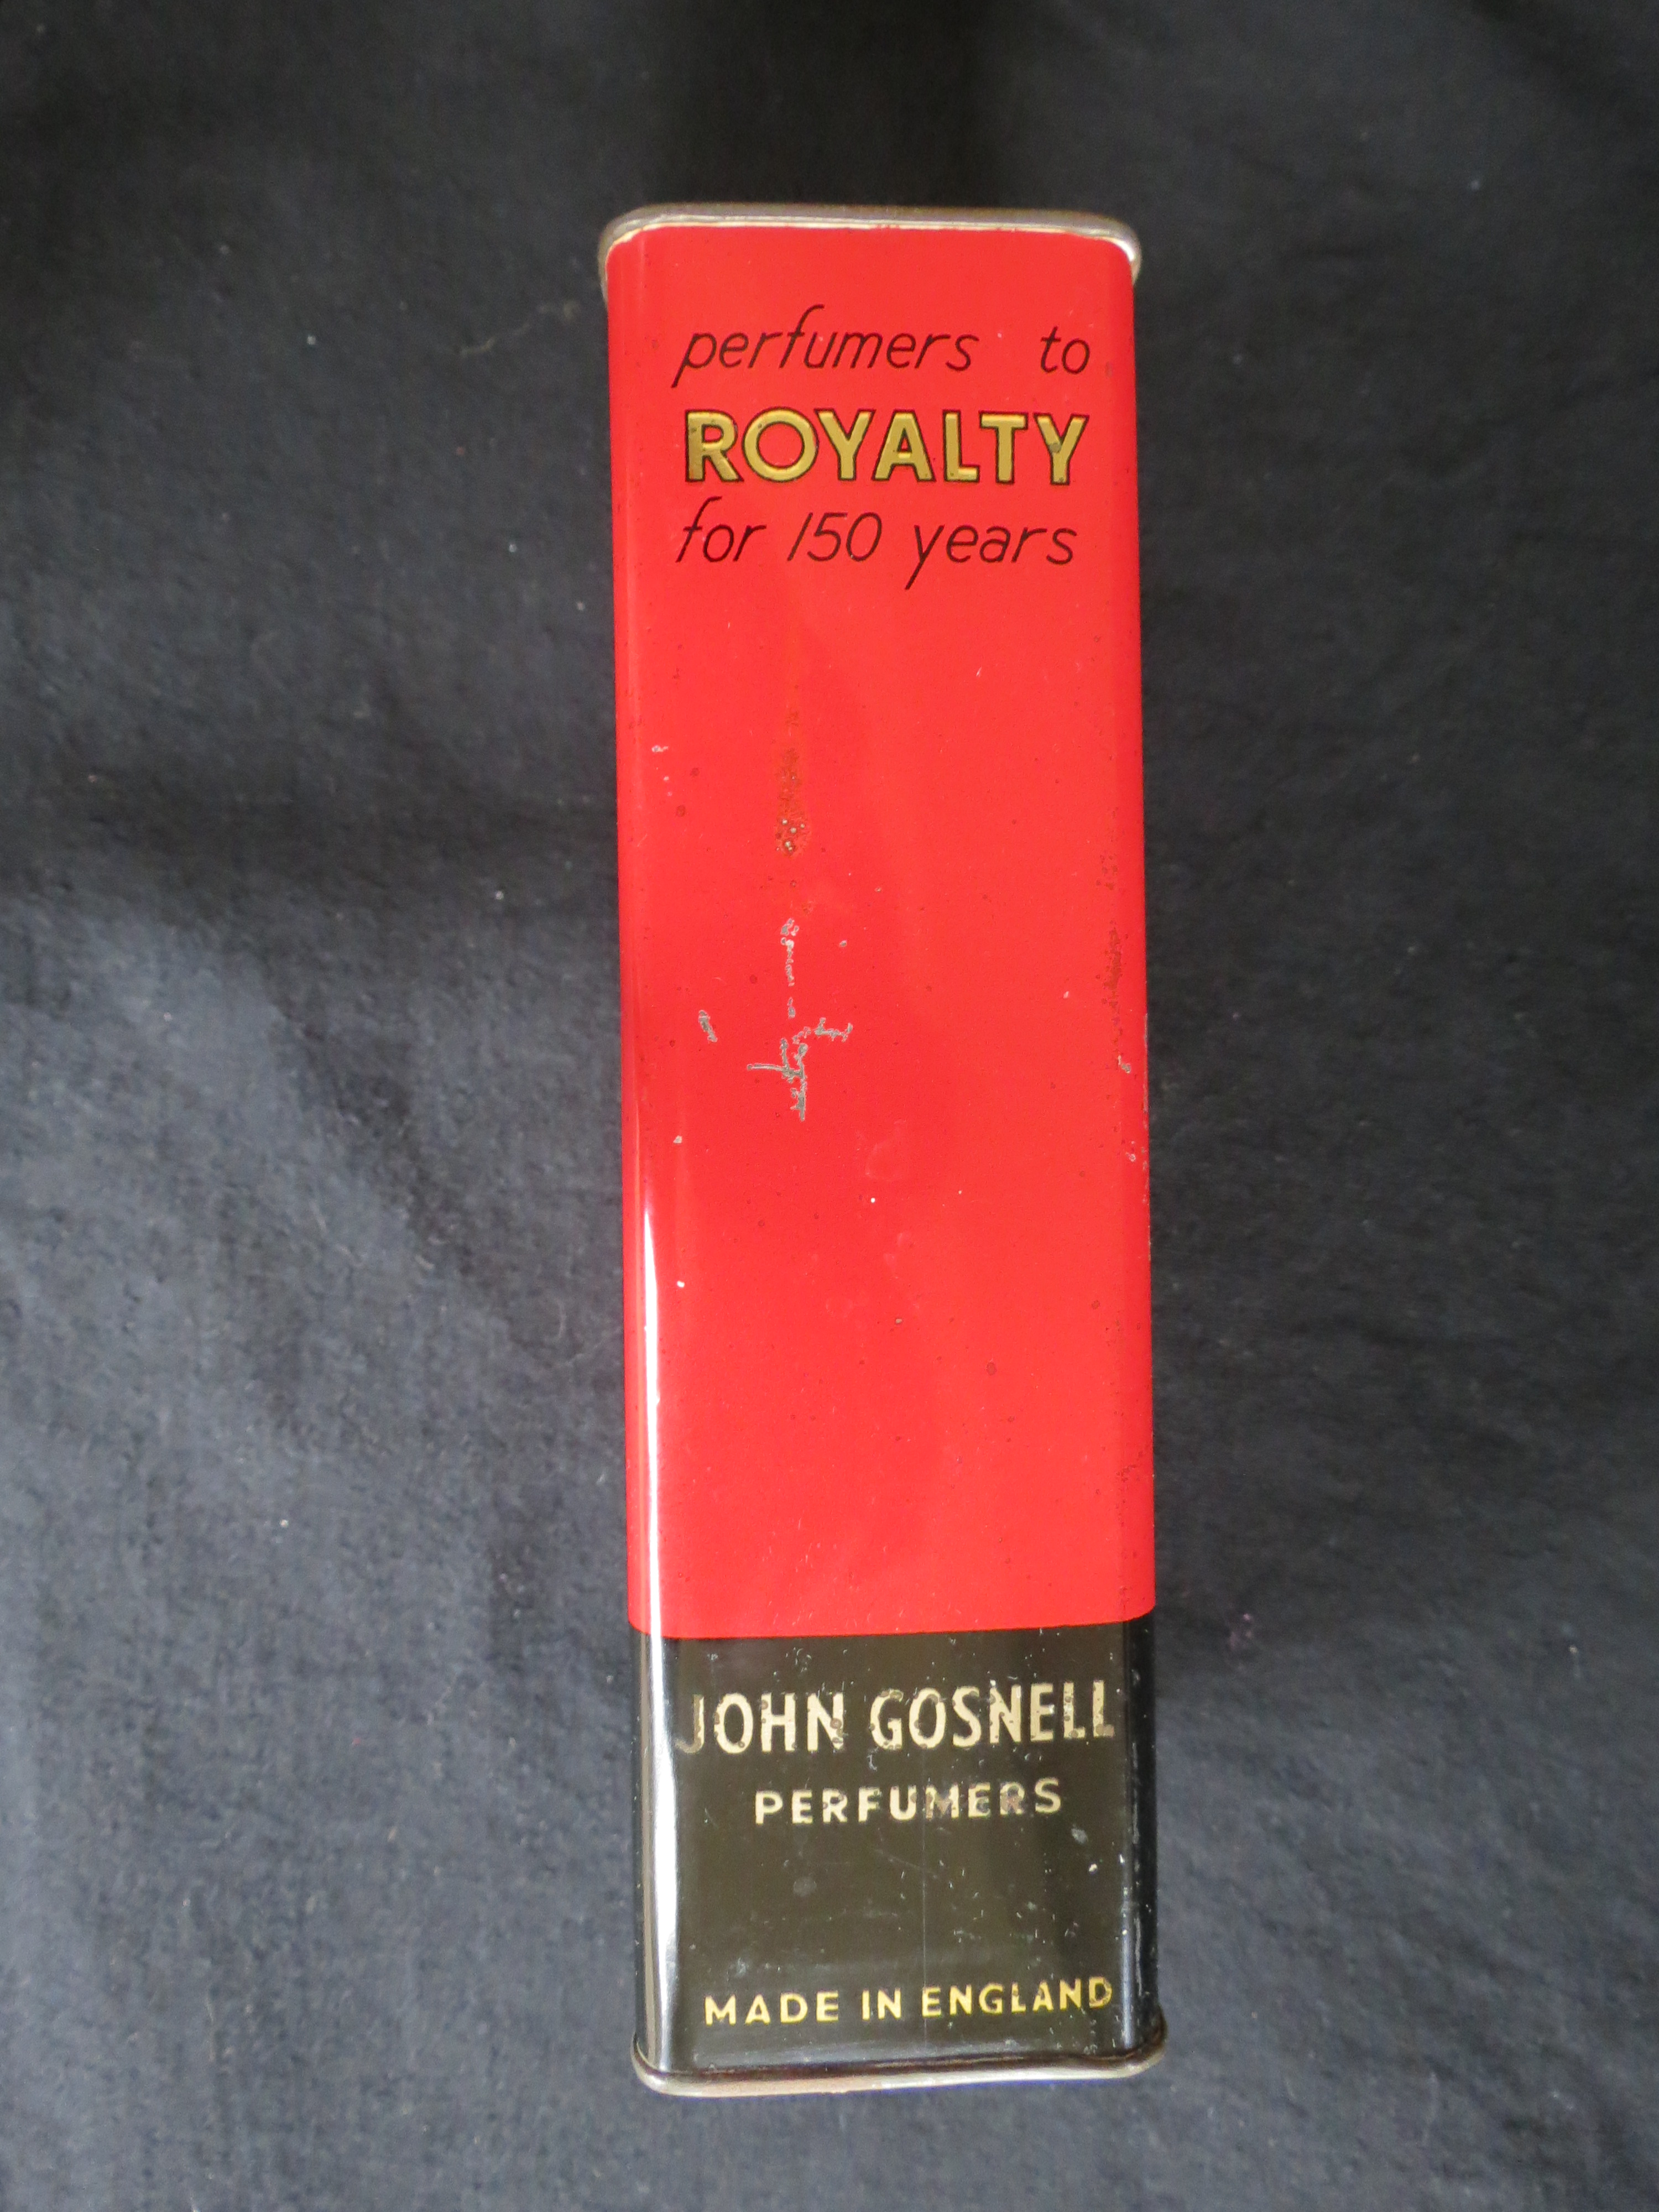 perfumers to
ROYALTY
for 150 years
JOHN GOSNELL
PERFUMERS
MADE IN ENGLAND